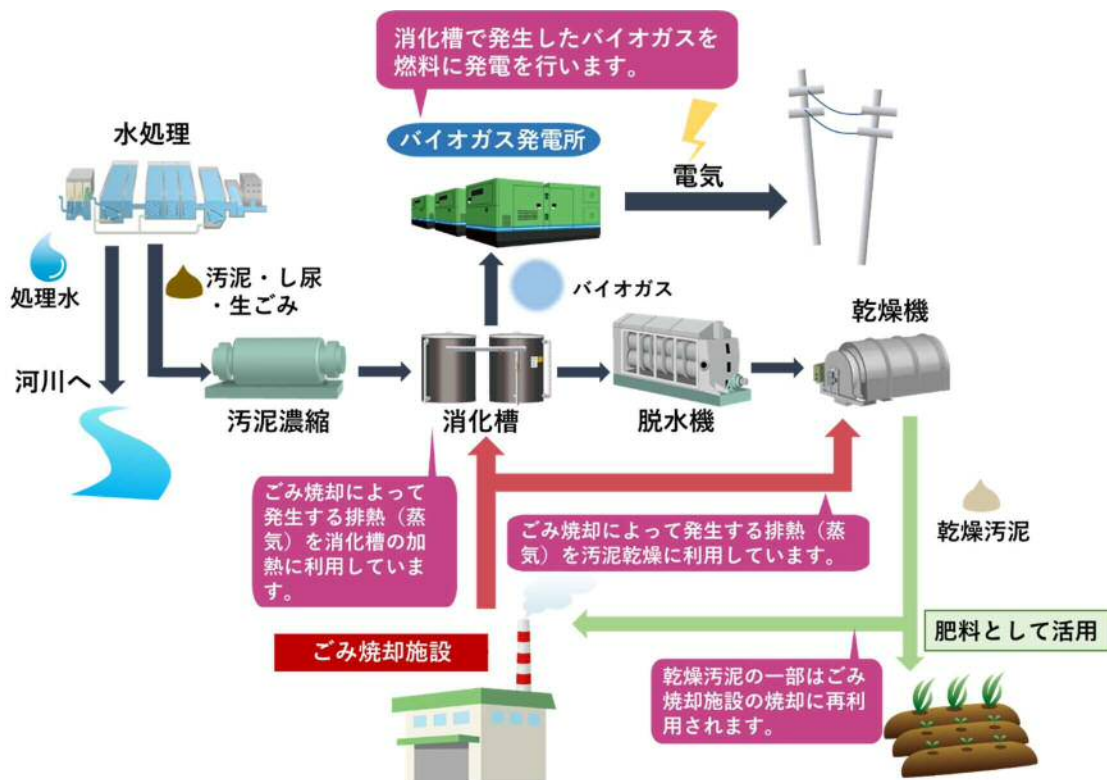 消化槽で発生したバイオガスを
燃料に発電を行います。
水処理
バイオガス発電所
電気
処理水
汚泥・し尿
・生ごみ
バイオガス
乾燥機
河川へ
汚泥濃縮
消化槽
脱水機
ごみ焼却によって
発生する排熱（蒸
気）を消化槽の加
熱に利用していま
す。
ごみ焼却によって発生する排熱（蒸
気）を汚泥乾燥に利用しています。
乾燥汚泥
ごみ焼却施設
肥料として活用
乾燥汚泥の一部はごみ
焼却施設の焼却に再利
用されます。